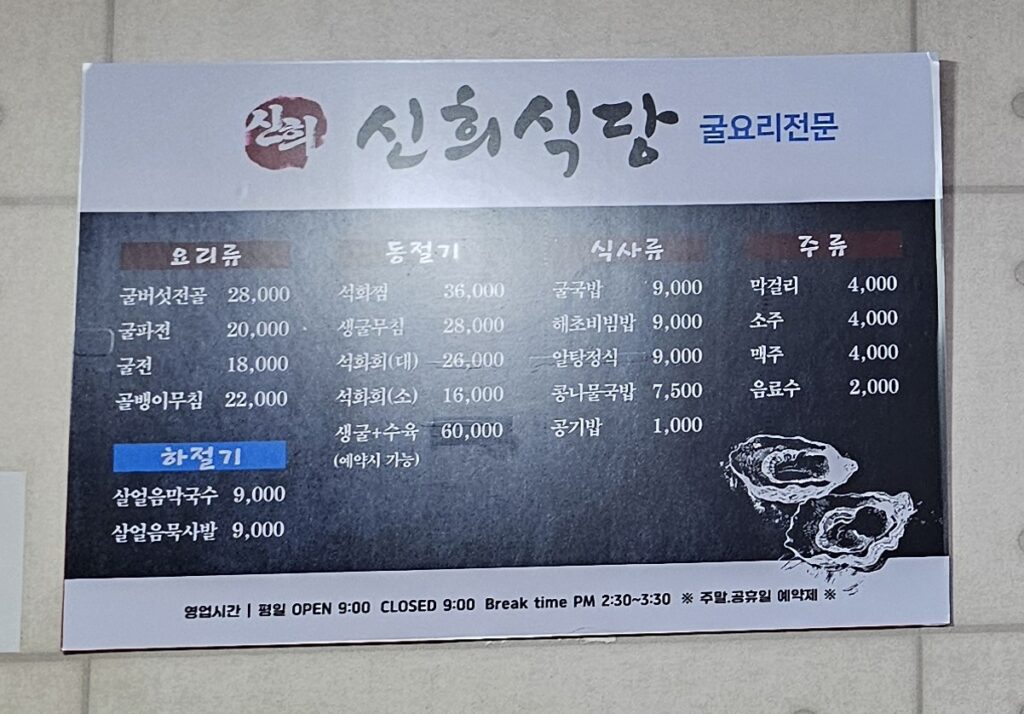 신희
신희식당 굴요리전문
요리류
굴버섯전골 28,000
굴파전 20,000
굴전 18,000
골뱅이무침 22,000
하절기
살얼음막국수 9,000
살얼음묵사발 9,000
동절기
석화찜 36,000
생굴무침 28,000
석화회(대) 26,000
석화회(소) 16,000
생굴+수육 60,000
(예약시 가능)
식사류
굴국밥 9,000
해초비빔밥 9,000
알탕정식 9,000
콩나물국밥 7,500
공기밥 1,000
주류
막걸리 4,000
소주 4,000
맥주 4,000
음료수 2,000
영업시간 | 평일 OPEN 9:00 CLOSED 9:00 Break time PM 2:30~3:30 ※ 주말.공휴일 예약제 ※